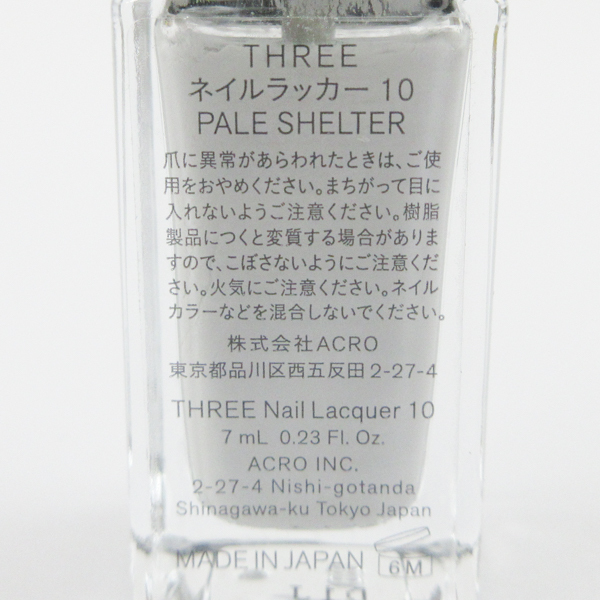 THREE
ネイルラッカー 10
PALE SHELTER
爪に異常があらわれたときは、ご使
用をおやめください。まちがって目に
入れないようご注意ください。樹脂
製品につくと変質する場合がありま
すので、こぼさないようにご注意くだ
さい。火気にご注意ください。ネイル
カラーなどを混合しないでください。
株式会社ACRO
東京都品川区西五反田2-27-4
THREE Nail Lacquer 10
7 mL 0.23 Fl. Oz.
ACRO INC.
2-27-4 Nishi-gotanda
Shinagawa-ku Tokyo Japan
MADE IN JAPAN 6M